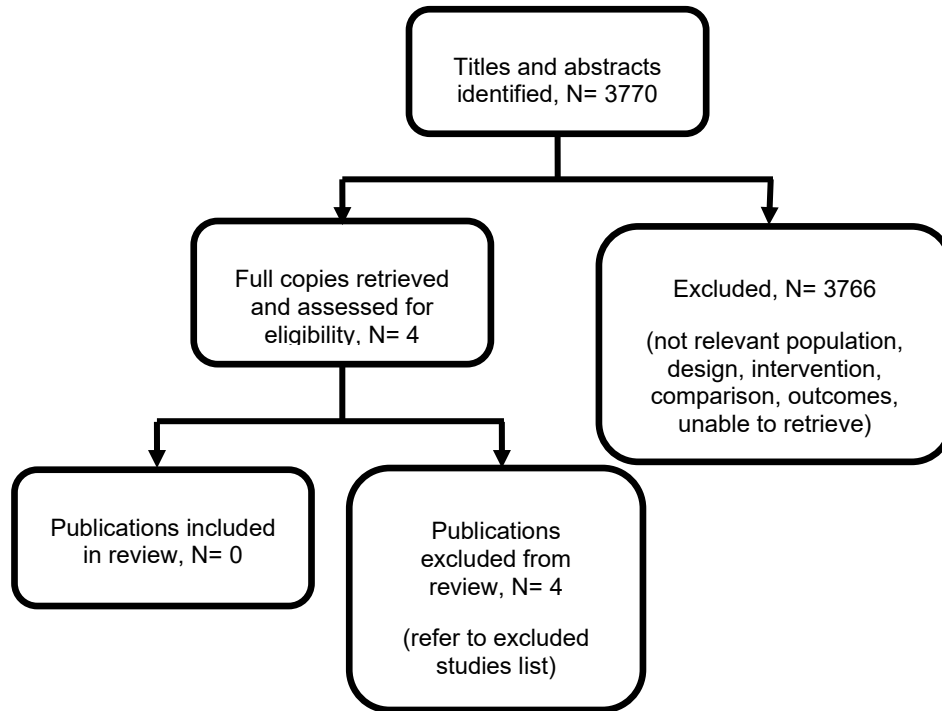 Titles and abstracts
identified, N= 3770
Full copies retrieved
and assessed for
eligibility, N= 4
Excluded, N= 3766
(not relevant population,
design, intervention,
comparison, outcomes,
unable to retrieve)
Publications included
in review, N= 0
Publications
excluded from
review, N= 4
(refer to excluded
studies list)